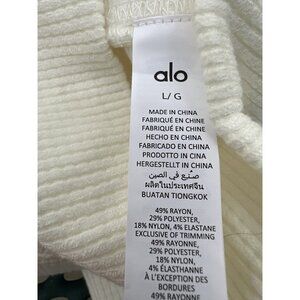 alo
L/ G
MADE IN CHINA
FABRIQUÉ EN CHINE
FABRIQUÉ EN CHINE
HECHO EN CHINA
FABRICADO EN CHINA
PRODOTTO IN CINA
HERGESTELLT IN CHINA
صنع في الصين
ผลิตในประเทศจีน
BUATAN TIONGKOK
49% RAYON,
29% POLYESTER,
18% NYLON, 4% ELASTANE
EXCLUSIVE OF TRIMMING
49% RAYONNE,
29% POLYESTER,
18% NYLON,
4% ÉLASTHANNE
À L'EXCEPTION DES
BORDURES
49% RAYON,